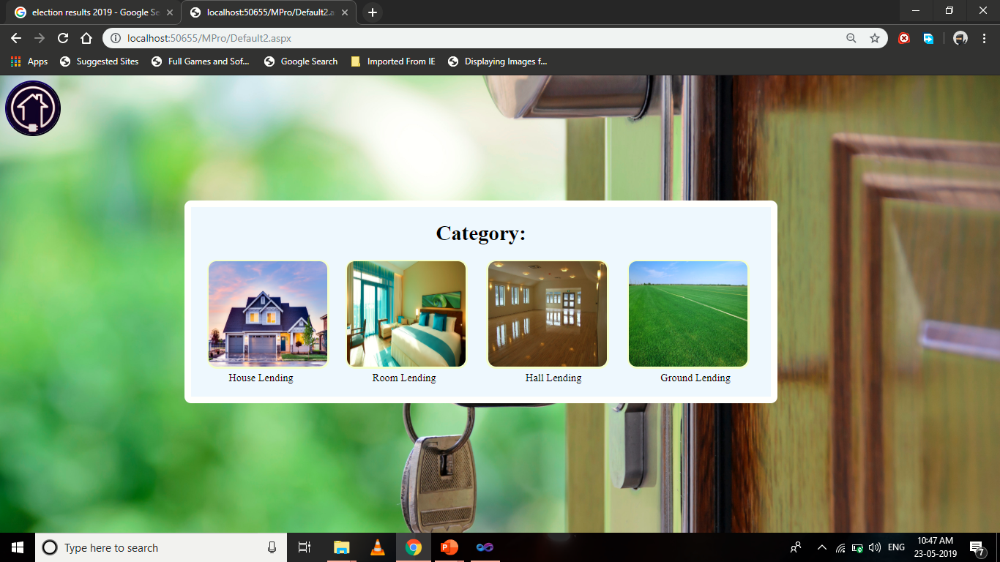 election results 2019 - Google Se
localhost:50655/MPro/Default2.a
localhost:50655/MPro/Default2.aspx
Apps
Suggested Sites
Full Games and Sof...
Google Search
Imported From IE
Displaying Images f...
Category:
House Lending
Room Lending
Hall Lending
Ground Lending
Type here to search
ENG
10:47 AM
23-05-2019
7